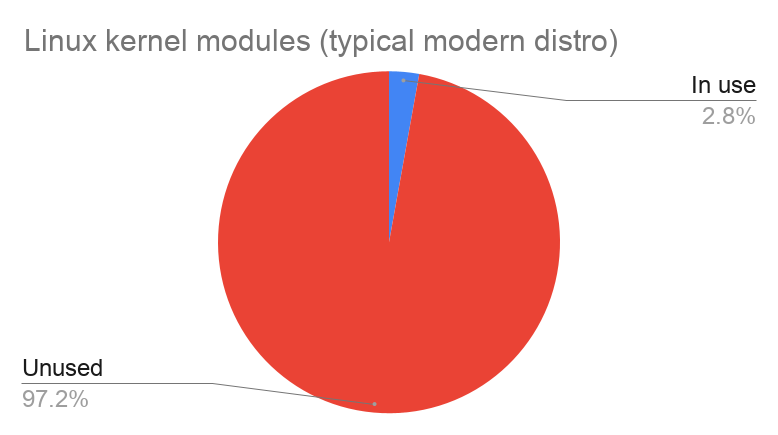 Linux kernel modules (typical modern distro)
In use
2.8%
Unused
97.2%